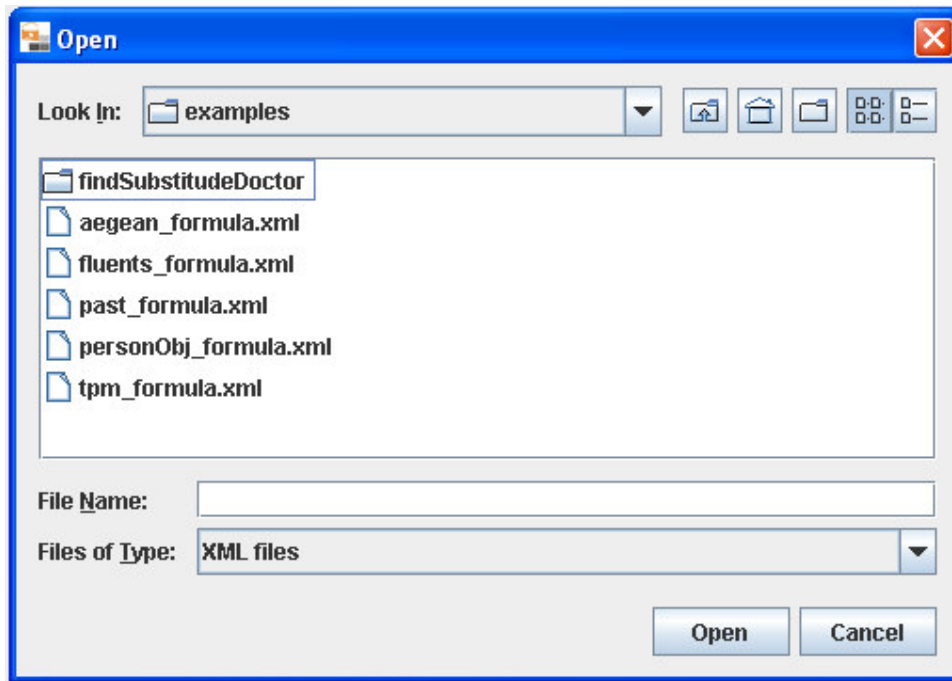 Open
Look In: examples
findSubstitudeDoctor
aegean_formula.xml
fluents_formula.xml
past_formula.xml
personObj_formula.xml
tpm_formula.xml
File Name:
Files of Type: XML files
Open Cancel